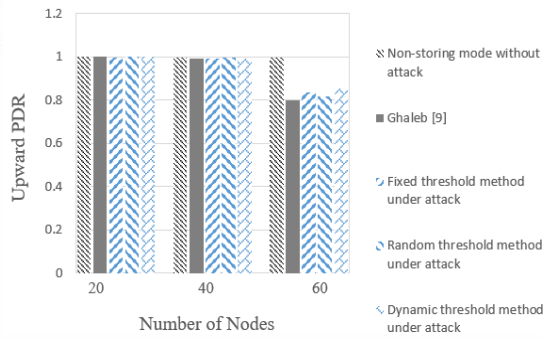 1.2
1
0.8
0.6
0.4
0.2
0
Upward PDR
20
40
60
Number of Nodes
Non-storing mode without
attack
Ghaleb [9]
Fixed threshold method
under attack
Random threshold method
under attack
Dynamic threshold method
under attack